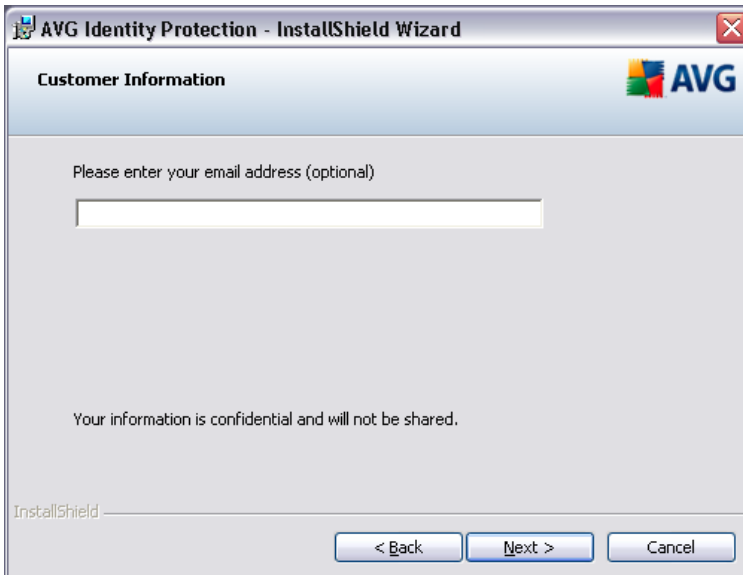 AVG Identity Protection - InstallShield Wizard
Customer Information
AVG
Please enter your email address (optional)
Your information is confidential and will not be shared.
InstallShield
< Back Next > Cancel